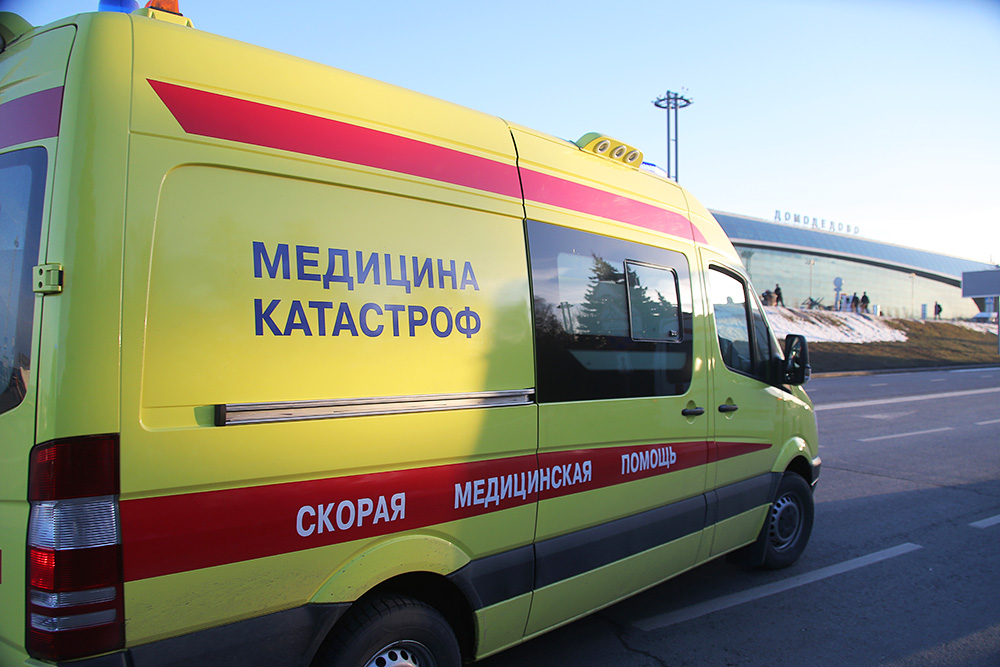 ДОМОДЕДОВО
МЕДИЦИНА
КАТАСТРОФ
СКОРАЯ МЕДИЦИНСКАЯ ПОМОЩЬ